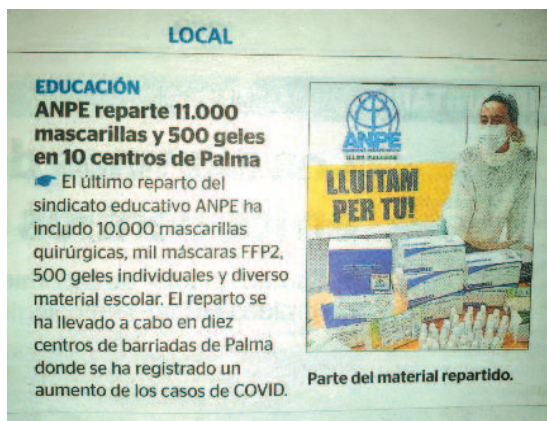 LOCAL
EDUCACIÓN
ANPE reparte 11.000
mascarillas y 500 geles
en 10 centros de Palma
El último reparto del
sindicato educativo ANPE ha
includo 10.000 mascarillas
quirúrgicas, mil máscaras FFP2,
500 geles individuales y diverso
material escolar. El reparto se
ha llevado a cabo en diez
centros de barriadas de Palma
donde se ha registrado un
aumento de los casos de COVID.
ANPE
LLUITAM
PER TU!
Parte del material repartido.